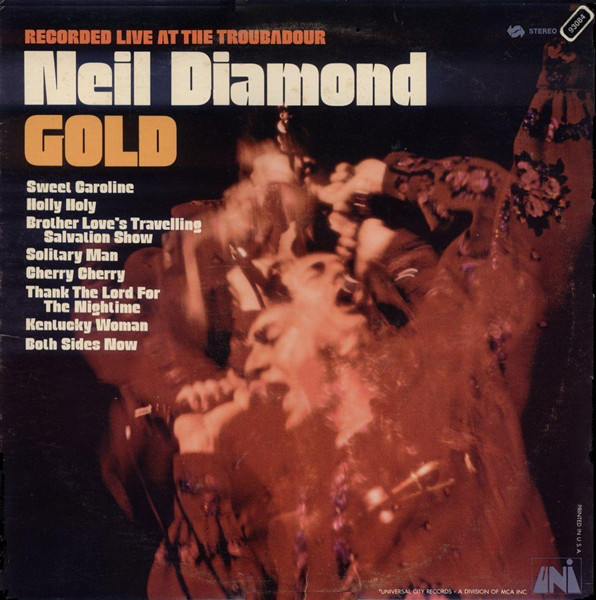 RECORDED LIVE AT THE TROUBADOUR
STEREO
93084
Neil Diamond
GOLD
Sweet Caroline
Holly Holy
Brother Love's Travelling
Salvation Show
Solitary Man
Cherry Cherry
Thank The Lord For
The Nightime
Kentucky Woman
Both Sides Now
PRINTED IN U.S.A.
UNI
*UNIVERSAL CITY RECORDS - A DIVISION OF MCA INC